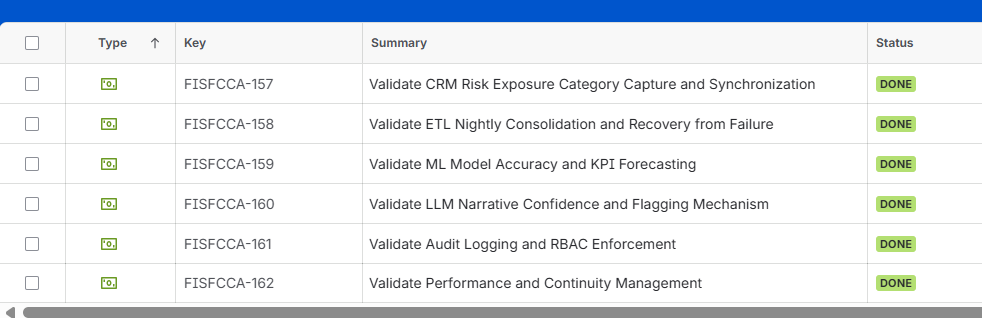 Type ↑ Key Summary Status
FISFCCA-157 Validate CRM Risk Exposure Category Capture and Synchronization DONE
FISFCCA-158 Validate ETL Nightly Consolidation and Recovery from Failure DONE
FISFCCA-159 Validate ML Model Accuracy and KPI Forecasting DONE
FISFCCA-160 Validate LLM Narrative Confidence and Flagging Mechanism DONE
FISFCCA-161 Validate Audit Logging and RBAC Enforcement DONE
FISFCCA-162 Validate Performance and Continuity Management DONE